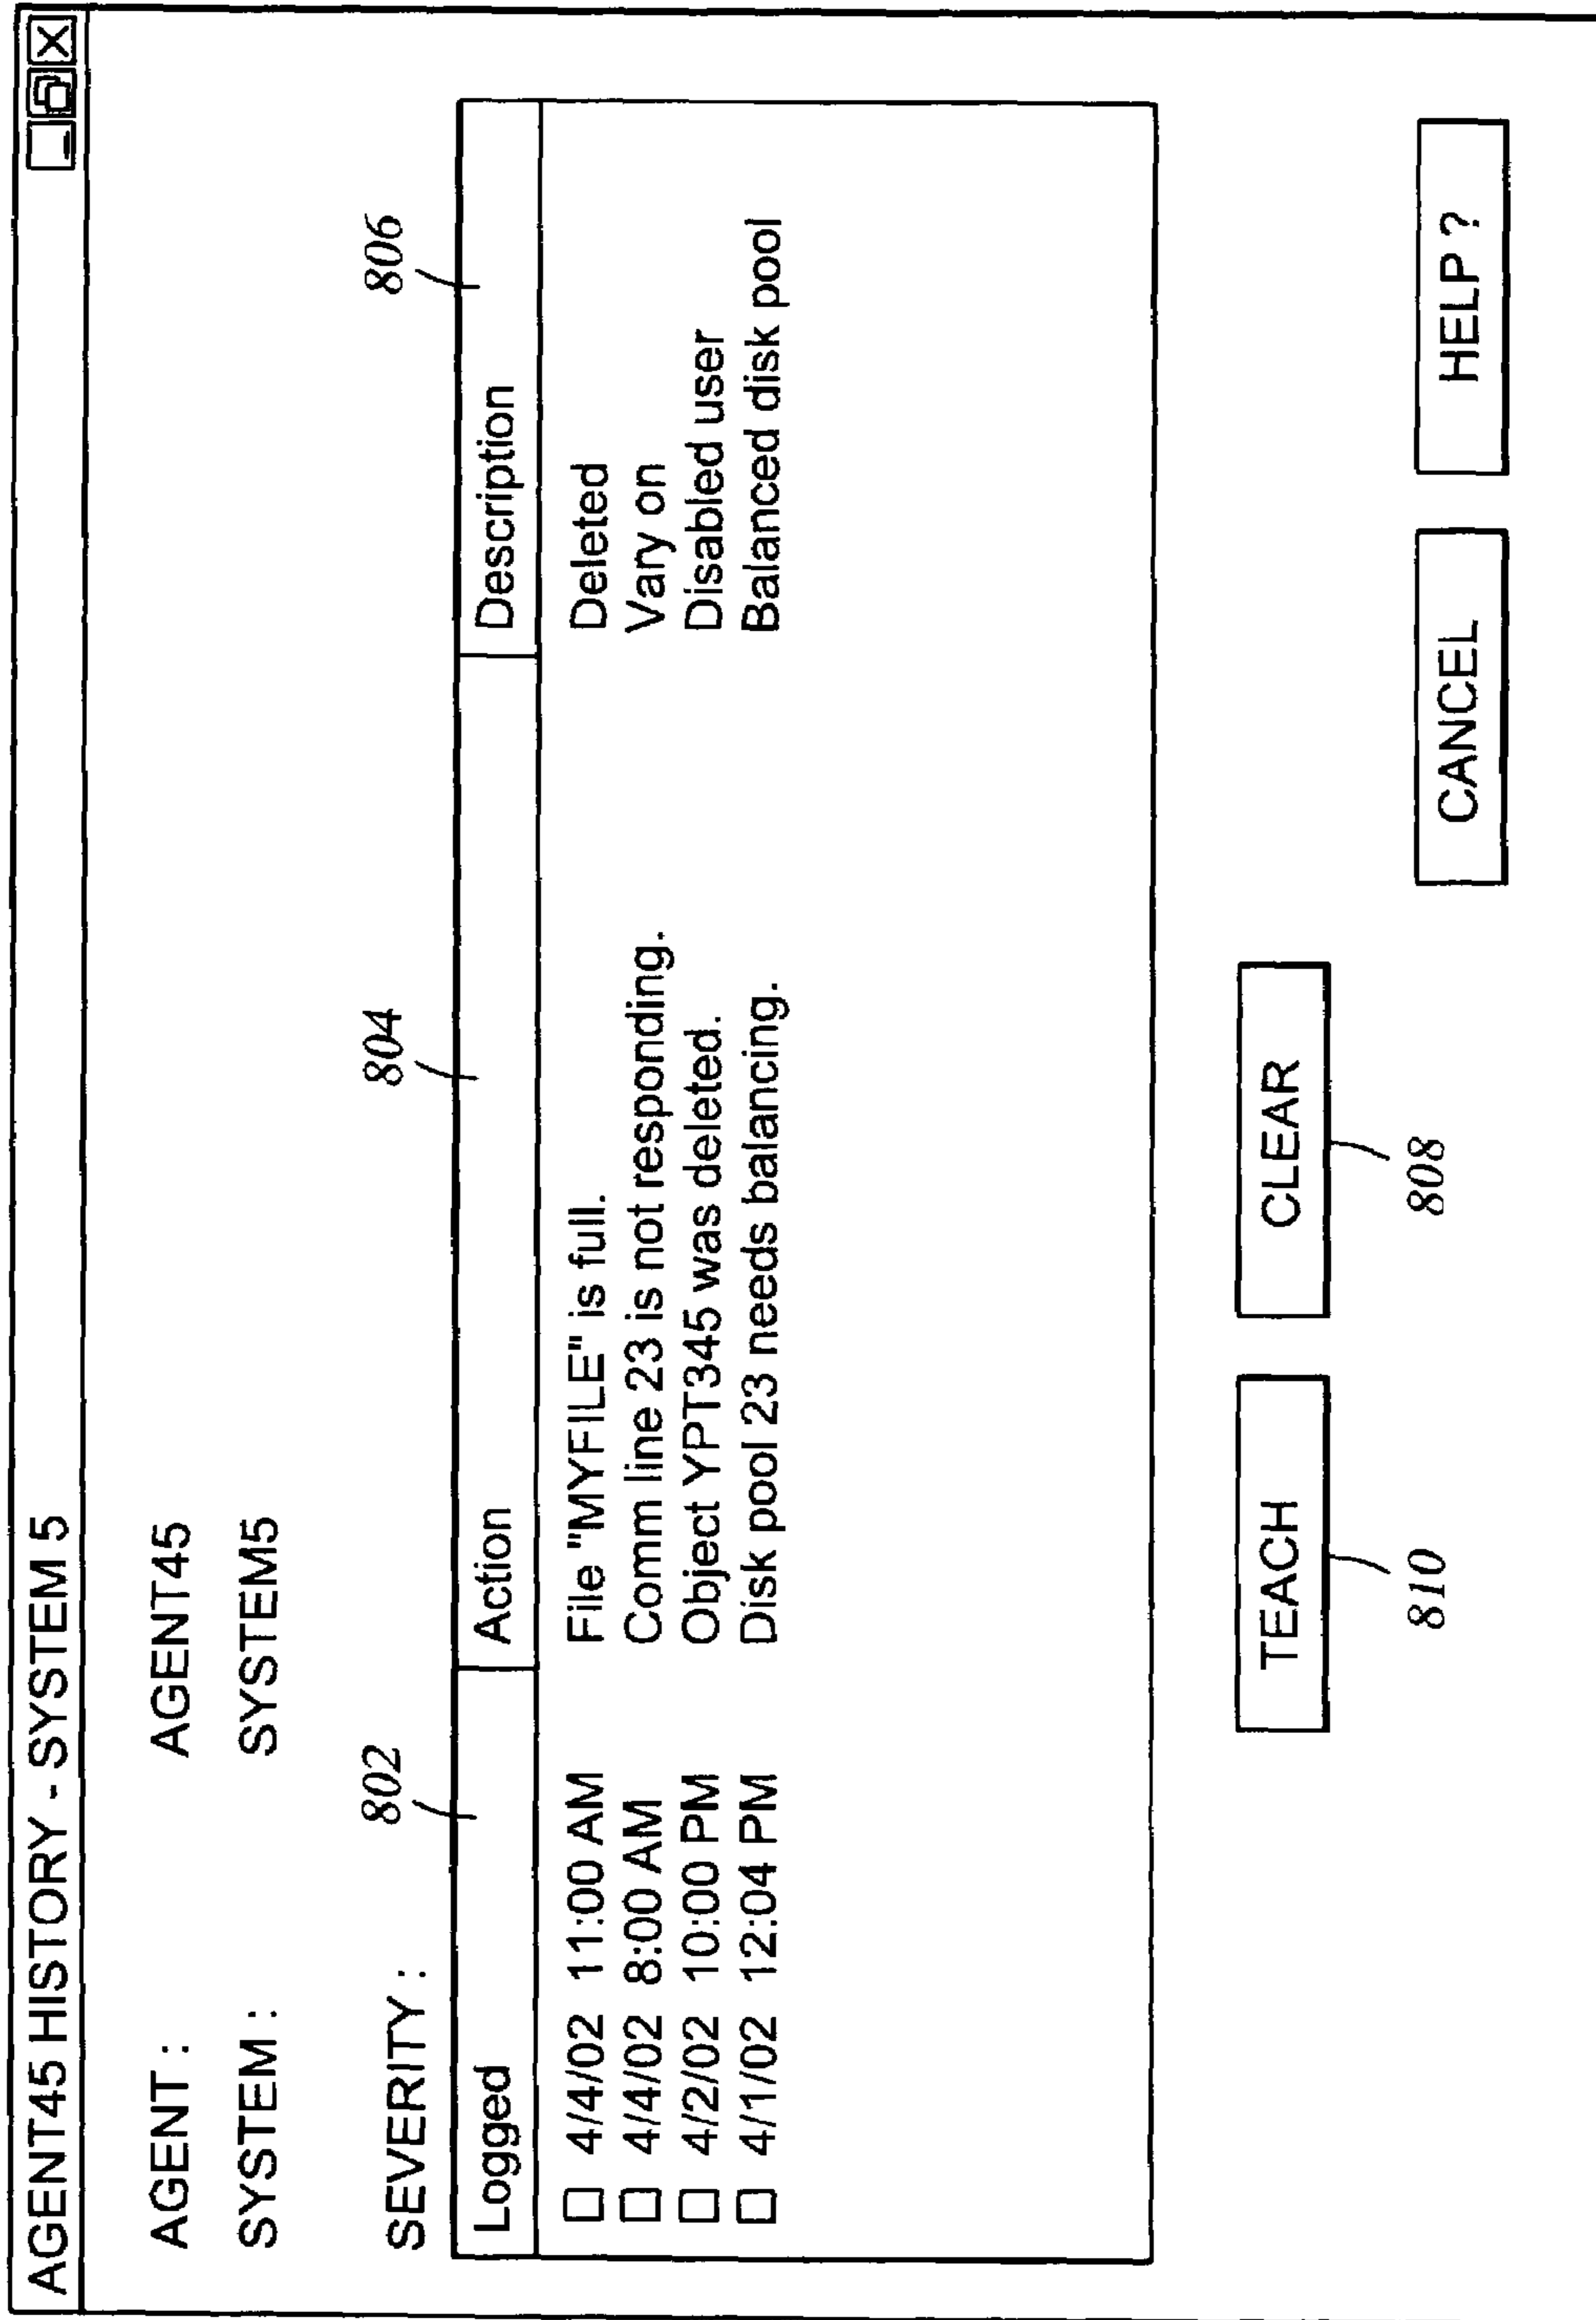 AGENT45 HISTORY - SYSTEM 5
AGENT : AGENT45
SYSTEM : SYSTEM5
SEVERITY :
802 804 806
Logged Action Description
4/4/02 11:00 AM File "MYFILE" is full. Deleted
4/4/02 8:00 AM Comm line 23 is not responding. Vary on
4/2/02 10:00 PM Object YPT345 was deleted. Disabled user
4/1/02 12:04 PM Disk pool 23 needs balancing. Balanced disk pool
TEACH CLEAR
810 808
CANCEL HELP ?